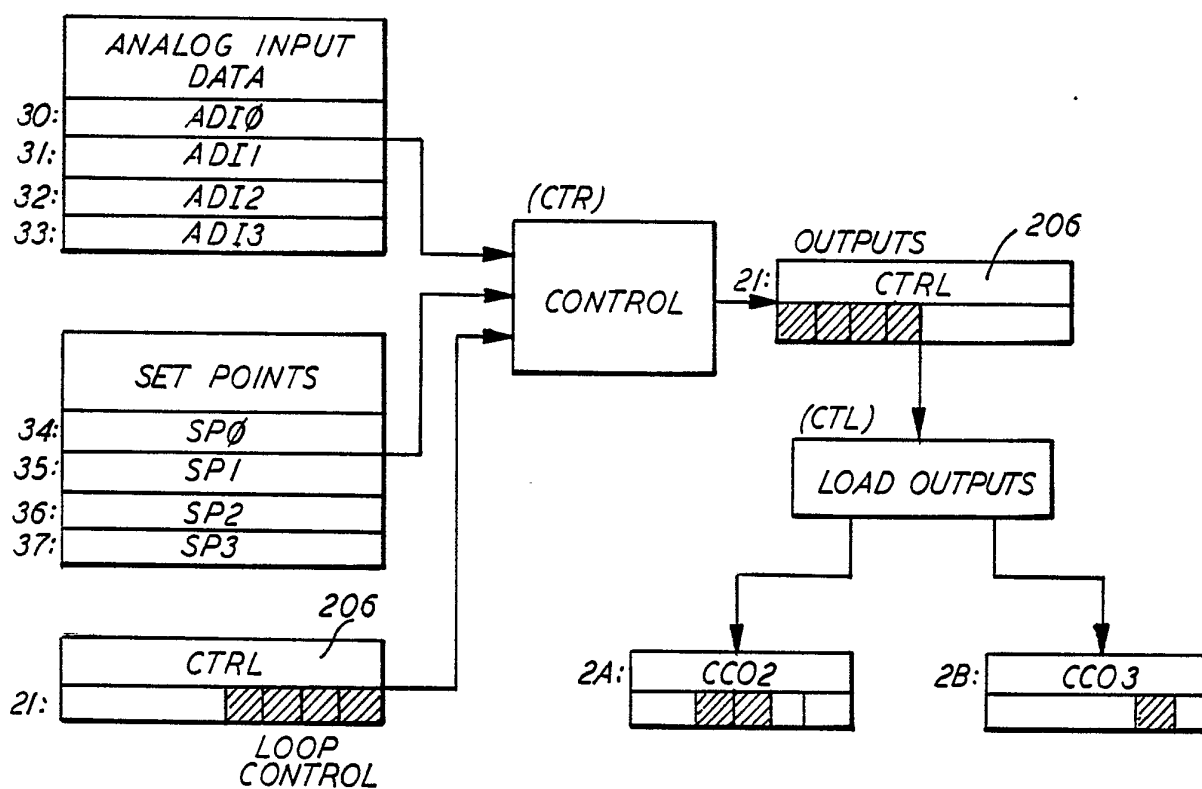 ANALOG INPUT
DATA
30: ADIØ
31: ADI1
32: ADI2
33: ADI3
SET POINTS
34: SPØ
35: SP1
36: SP2
37: SP3
206
CTRL
21:
LOOP
CONTROL
(CTR)
CONTROL
OUTPUTS
206
21: CTRL
(CTL)
LOAD OUTPUTS
2A: CCO2
2B: CCO3